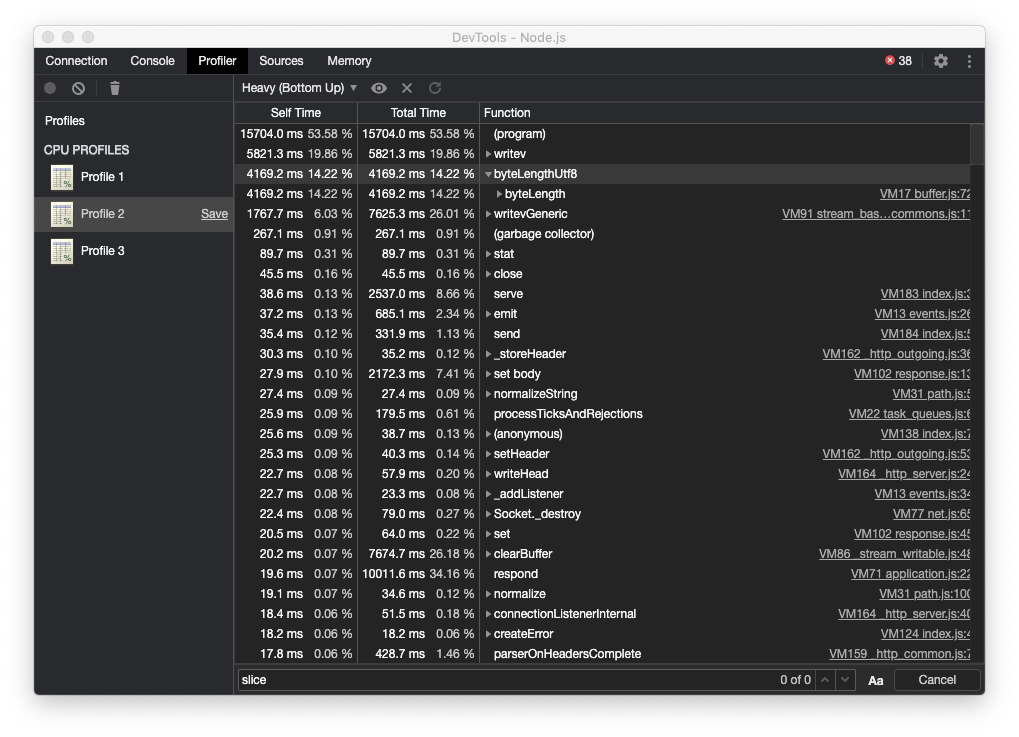 DevTools - Node.js
Connection Console Profiler Sources Memory 38
Heavy (Bottom Up)
Profiles
CPU PROFILES
Profile 1
Profile 2 Save
Profile 3
Self Time Total Time Function
15704.0 ms 53.58 % 15704.0 ms 53.58 % (program)
5821.3 ms 19.86 % 5821.3 ms 19.86 % writev
4169.2 ms 14.22 % 4169.2 ms 14.22 % byteLengthUtf8
4169.2 ms 14.22 % 4169.2 ms 14.22 % byteLength VM17 buffer.js:72
1767.7 ms 6.03 % 7625.3 ms 26.01 % writevGeneric VM91 stream_bas…commons.js:11
267.1 ms 0.91 % 267.1 ms 0.91 % (garbage collector)
89.7 ms 0.31 % 89.7 ms 0.31 % stat
45.5 ms 0.16 % 45.5 ms 0.16 % close
38.6 ms 0.13 % 2537.0 ms 8.66 % serve VM183 index.js:3
37.2 ms 0.13 % 685.1 ms 2.34 % emit VM13 events.js:26
35.4 ms 0.12 % 331.9 ms 1.13 % send VM184 index.js:5
30.3 ms 0.10 % 35.2 ms 0.12 % _storeHeader VM162 _http_outgoing.js:36
27.9 ms 0.10 % 2172.3 ms 7.41 % set body VM102 response.js:13
27.4 ms 0.09 % 27.4 ms 0.09 % normalizeString VM31 path.js:5
25.9 ms 0.09 % 179.5 ms 0.61 % processTicksAndRejections VM22 task_queues.js:6
25.6 ms 0.09 % 38.7 ms 0.13 % (anonymous) VM138 index.js:7
25.3 ms 0.09 % 40.3 ms 0.14 % setHeader VM162 _http_outgoing.js:53
22.7 ms 0.08 % 57.9 ms 0.20 % writeHead VM164 _http_server.js:24
22.7 ms 0.08 % 23.3 ms 0.08 % _addListener VM13 events.js:34
22.4 ms 0.08 % 79.0 ms 0.27 % Socket._destroy VM77 net.js:65
20.5 ms 0.07 % 64.0 ms 0.22 % set VM102 response.js:45
20.2 ms 0.07 % 7674.7 ms 26.18 % clearBuffer VM86 _stream_writable.js:48
19.6 ms 0.07 % 10011.6 ms 34.16 % respond VM71 application.js:22
19.1 ms 0.07 % 34.6 ms 0.12 % normalize VM31 path.js:100
18.4 ms 0.06 % 51.5 ms 0.18 % connectionListenerInternal VM164 _http_server.js:40
18.2 ms 0.06 % 18.2 ms 0.06 % createError VM124 index.js:4
17.8 ms 0.06 % 428.7 ms 1.46 % parserOnHeadersComplete VM159 _http_common.js:7
slice 0 of 0 Aa Cancel